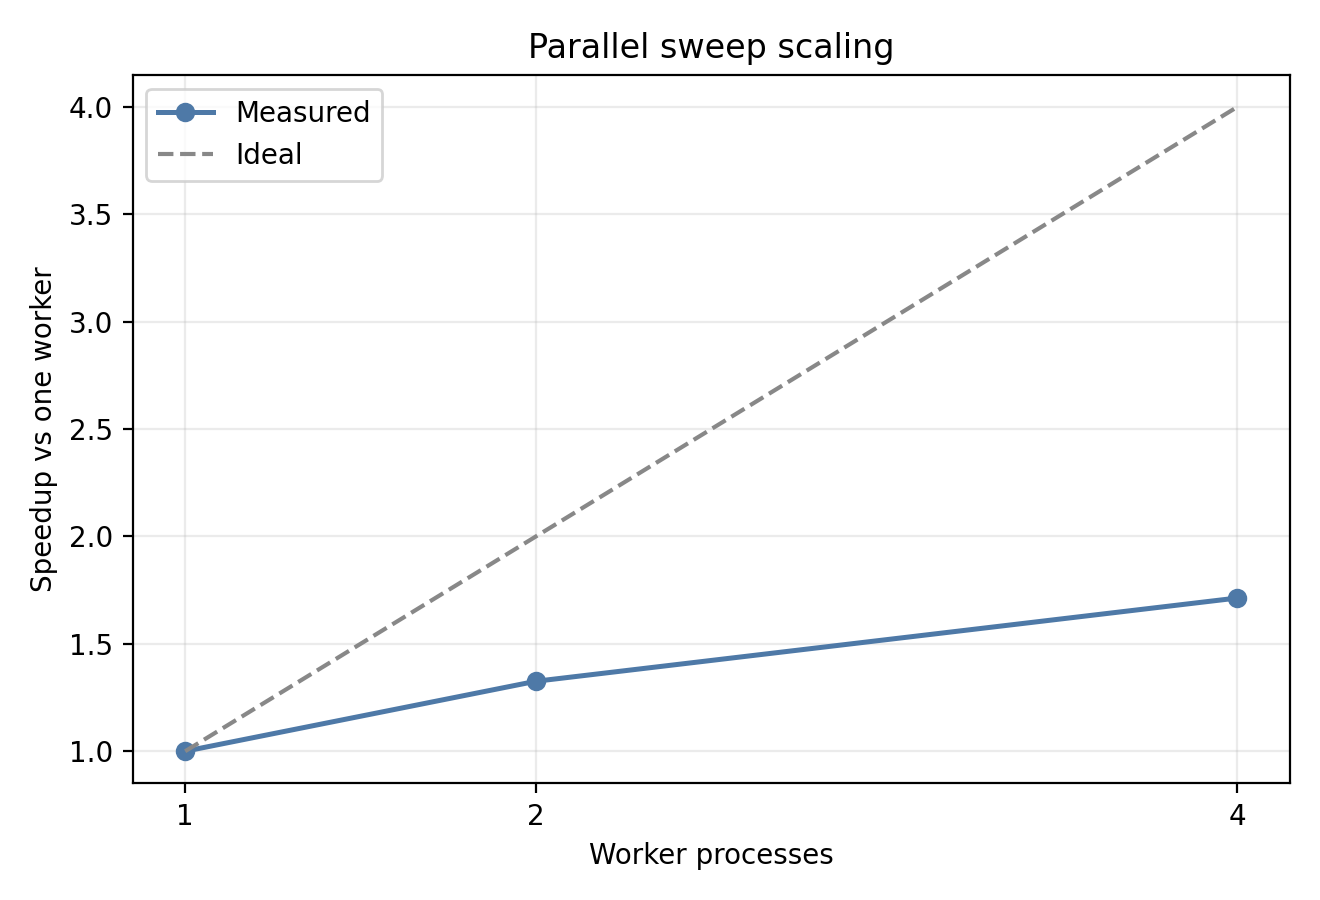 Parallel sweep scaling
Measured
Ideal
4.0
3.5
3.0
2.5
2.0
1.5
1.0
Speedup vs one worker
1 2 4
Worker processes